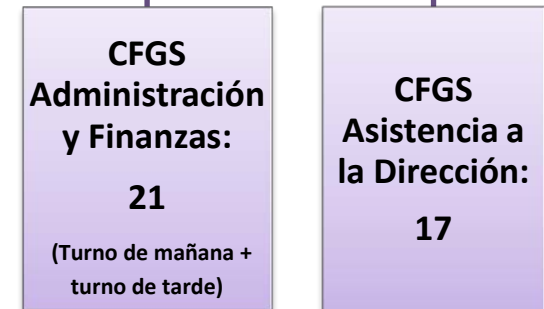 CFGS
Administración
y Finanzas:
21
(Turno de mañana +
turno de tarde)
CFGS
Asistencia a
la Dirección:
17